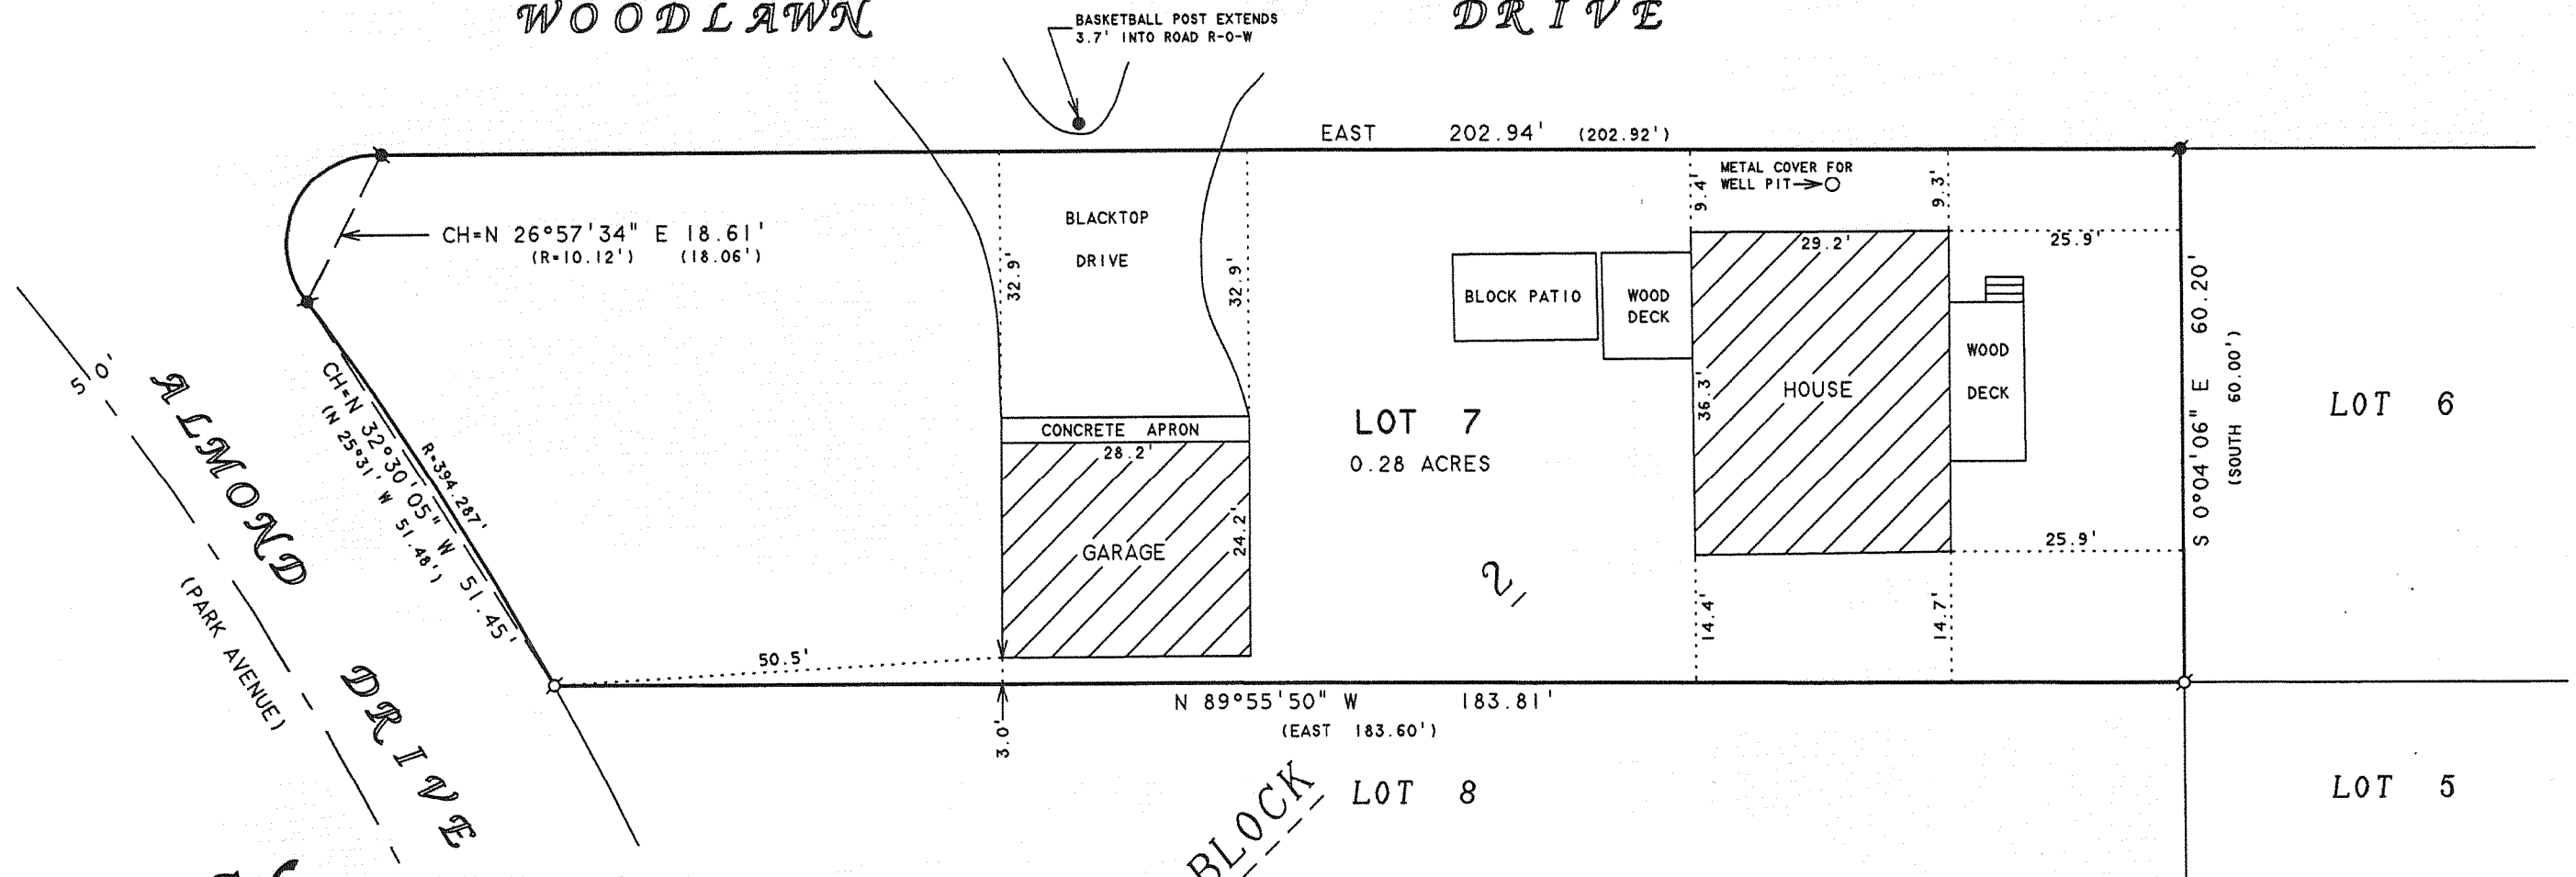 WOODLAWN DRIVE
BASKETBALL POST EXTENDS
3.7' INTO ROAD R-O-W
EAST 202.94' (202.92')
METAL COVER FOR
WELL PIT
9.4'
9.3'
CH=N 26°57'34" E 18.61'
(R=10.12') (18.06')
BLACKTOP
DRIVE
32.9'
32.9'
29.2'
25.9'
BLOCK PATIO
WOOD
DECK
WOOD
DECK
HOUSE
36.3'
S 0°04'06" E 60.20'
(SOUTH 60.00')
LOT 6
50'
ALMOND DRIVE
(PARK AVENUE)
CH=N 32°30'05" W 51.45'
(N 25°31' W 51.48')
R=394.287'
CONCRETE APRON
28.2'
GARAGE
24.2'
LOT 7
0.28 ACRES
25.9'
14.4'
14.7'
50.5'
3.0'
N 89°55'50" W 183.81'
(EAST 183.60')
BLOCK 21
LOT 8
LOT 5